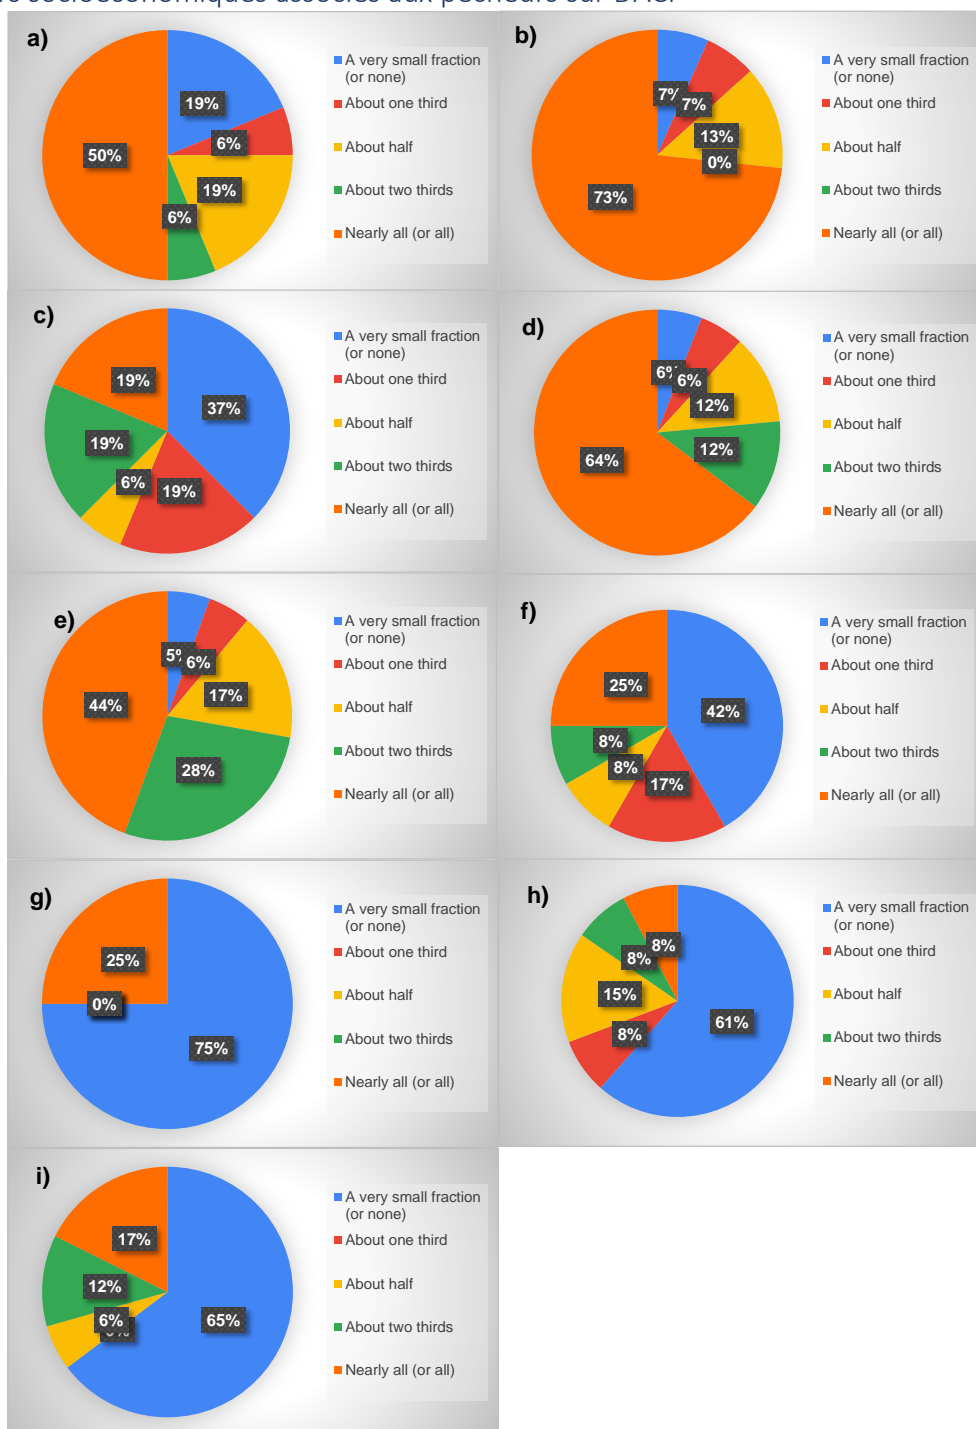 socioéconomiques associés aux pêcheurs sur DACP
a)
19%
6%
19%
6%
50%
A very small fraction
(or none)
About one third
About half
About two thirds
Nearly all (or all)
b)
7%
7%
13%
0%
73%
A very small fraction
(or none)
About one third
About half
About two thirds
Nearly all (or all)
c)
19%
37%
19%
6%
19%
A very small fraction
(or none)
About one third
About half
About two thirds
Nearly all (or all)
d)
6%
6%
12%
12%
64%
A very small fraction
(or none)
About one third
About half
About two thirds
Nearly all (or all)
e)
5%
6%
17%
44%
28%
A very small fraction
(or none)
About one third
About half
About two thirds
Nearly all (or all)
f)
25%
42%
8%
8%
17%
A very small fraction
(or none)
About one third
About half
About two thirds
Nearly all (or all)
g)
25%
0%
75%
A very small fraction
(or none)
About one third
About half
About two thirds
Nearly all (or all)
h)
8%
8%
15%
61%
8%
A very small fraction
(or none)
About one third
About half
About two thirds
Nearly all (or all)
i)
17%
12%
6%
65%
A very small fraction
(or none)
About one third
About half
About two thirds
Nearly all (or all)